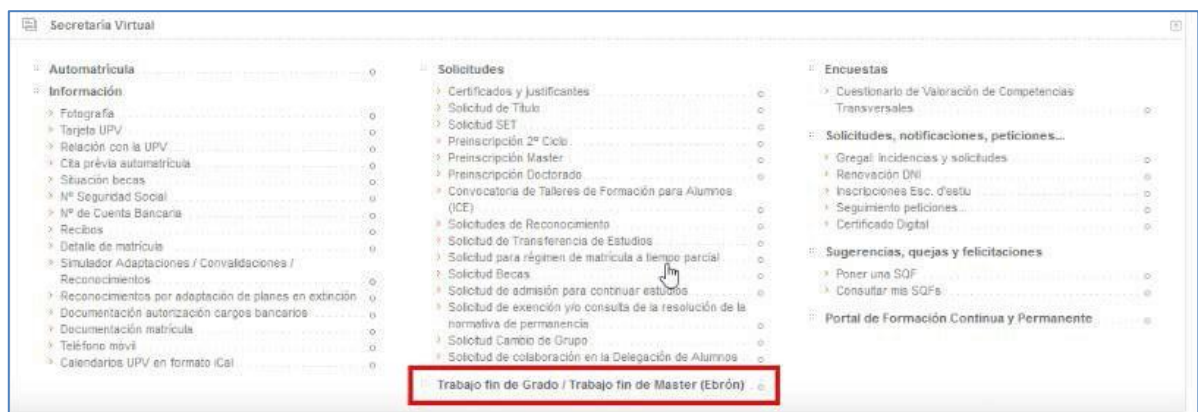 Secretaría Virtual
Automatrícula
Información
Fotografía
Tarjeta UPV
Relación con la UPV
Cita prévia automatrícula
Situación becas
Nº Seguridad Social
Nº de Cuenta Bancaria
Recibos
Detalle de matrícula
Simulador Adaptaciones / Convalidaciones /
Reconocimientos
Reconocimientos por adaptación de planes en extinción
Documentación autorización cargos bancarios
Documentación matrícula
Teléfono móvil
Calendarios UPV en formato iCal
Solicitudes
Certificados y justificantes
Solicitud de Título
Solicitud SET
Preinscripción 2º Ciclo
Preinscripción Master
Preinscripción Doctorado
Convocatoria de Talleres de Formación para Alumnos
(ICE)
Solicitudes de Reconocimiento
Solicitud de Transferencia de Estudios
Solicitud para régimen de matrícula a tiempo parcial
Solicitud Becas
Solicitud de admisión para continuar estudios
Solicitud de exención y/o consulta de la resolución de la
normativa de permanencia
Solicitud Cambio de Grupo
Solicitud de colaboración en la Delegación de Alumnos
Trabajo fin de Grado / Trabajo fin de Master (Ebrón)
Encuestas
Cuestionario de Valoración de Competencias
Transversales
Solicitudes, notificaciones, peticiones...
Gregal: incidencias y solicitudes
Renovación DNI
Inscripciones Esc. d'estiu
Seguimiento peticiones...
Certificado Digital
Sugerencias, quejas y felicitaciones
Poner una SQF
Consultar mis SQFs
Portal de Formación Continua y Permanente